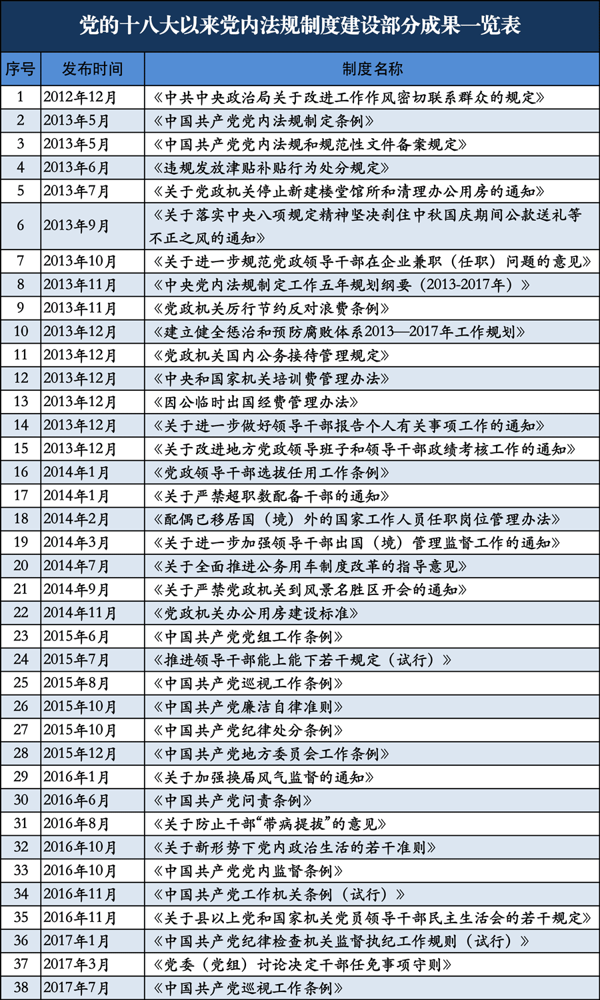 党的十八大以来党内法规制度建设部分成果一览表
序号 发布时间 制度名称
1 2012年12月 《中共中央政治局关于改进工作作风密切联系群众的规定》
2 2013年5月 《中国共产党党内法规制定条例》
3 2013年5月 《中国共产党党内法规和规范性文件备案规定》
4 2013年6月 《违规发放津贴补贴行为处分规定》
5 2013年7月 《关于党政机关停止新建楼堂馆所和清理办公用房的通知》
6 2013年9月 《关于落实中央八项规定精神坚决刹住中秋国庆期间公款送礼等
不正之风的通知》
7 2013年10月 《关于进一步规范党政领导干部在企业兼职（任职）问题的意见》
8 2013年11月 《中央党内法规制定工作五年规划纲要（2013-2017年）》
9 2013年11月 《党政机关厉行节约反对浪费条例》
10 2013年12月 《建立健全惩治和预防腐败体系2013—2017年工作规划》
11 2013年12月 《党政机关国内公务接待管理规定》
12 2013年12月 《中央和国家机关培训费管理办法》
13 2013年12月 《因公临时出国经费管理办法》
14 2013年12月 《关于进一步做好领导干部报告个人有关事项工作的通知》
15 2013年12月 《关于改进地方党政领导班子和领导干部政绩考核工作的通知》
16 2014年1月 《党政领导干部选拔任用工作条例》
17 2014年1月 《关于严禁超职数配备干部的通知》
18 2014年2月 《配偶已移居国（境）外的国家工作人员任职岗位管理办法》
19 2014年3月 《关于进一步加强领导干部出国（境）管理监督工作的通知》
20 2014年7月 《关于全面推进公务用车制度改革的指导意见》
21 2014年9月 《关于严禁党政机关到风景名胜区开会的通知》
22 2014年11月 《党政机关办公用房建设标准》
23 2015年6月 《中国共产党党组工作条例》
24 2015年7月 《推进领导干部能上能下若干规定（试行）》
25 2015年8月 《中国共产党巡视工作条例》
26 2015年10月 《中国共产党廉洁自律准则》
27 2015年10月 《中国共产党纪律处分条例》
28 2015年12月 《中国共产党地方委员会工作条例》
29 2016年1月 《关于加强换届风气监督的通知》
30 2016年6月 《中国共产党问责条例》
31 2016年8月 《关于防止干部“带病提拔”的意见》
32 2016年10月 《关于新形势下党内政治生活的若干准则》
33 2016年10月 《中国共产党党内监督条例》
34 2016年11月 《中国共产党工作机关条例（试行）》
35 2016年11月 《关于县以上党和国家机关党员领导干部民主生活会的若干规定》
36 2017年1月 《中国共产党纪律检查机关监督执纪工作规则（试行）》
37 2017年3月 《党委（党组）讨论决定干部任免事项守则》
38 2017年7月 《中国共产党巡视工作条例》